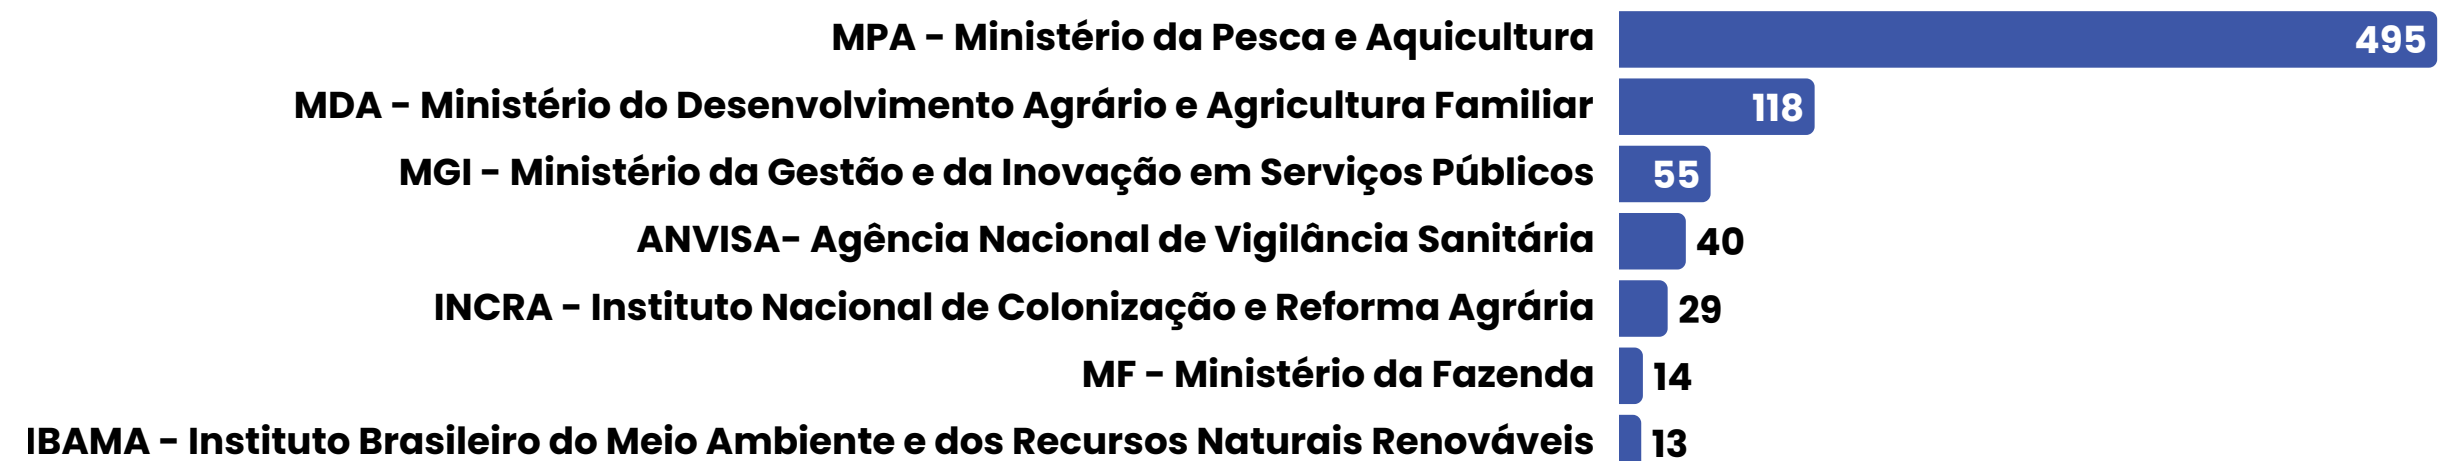 MPA - Ministério da Pesca e Aquicultura 495
MDA - Ministério do Desenvolvimento Agrário e Agricultura Familiar 118
MGI - Ministério da Gestão e da Inovação em Serviços Públicos 55
ANVISA- Agência Nacional de Vigilância Sanitária 40
INCRA - Instituto Nacional de Colonização e Reforma Agrária 29
MF - Ministério da Fazenda 14
IBAMA - Instituto Brasileiro do Meio Ambiente e dos Recursos Naturais Renováveis 13